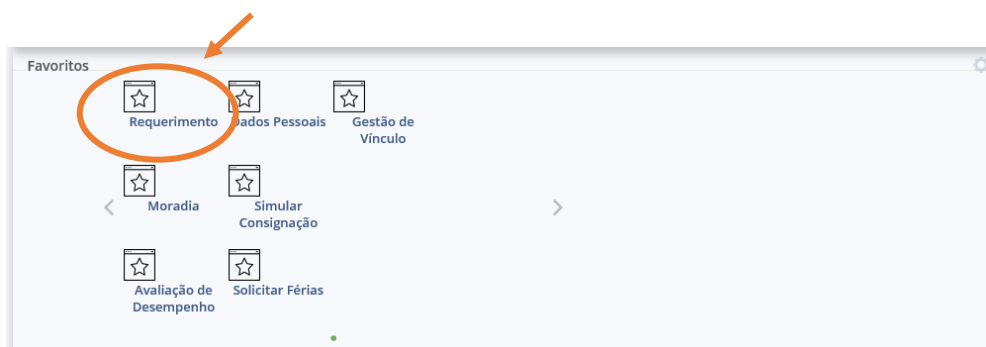 Favoritos
Requerimento
Dados Pessoais
Gestão de
Vínculo
Moradia
Simular
Consignação
Avaliação de
Desempenho
Solicitar Férias